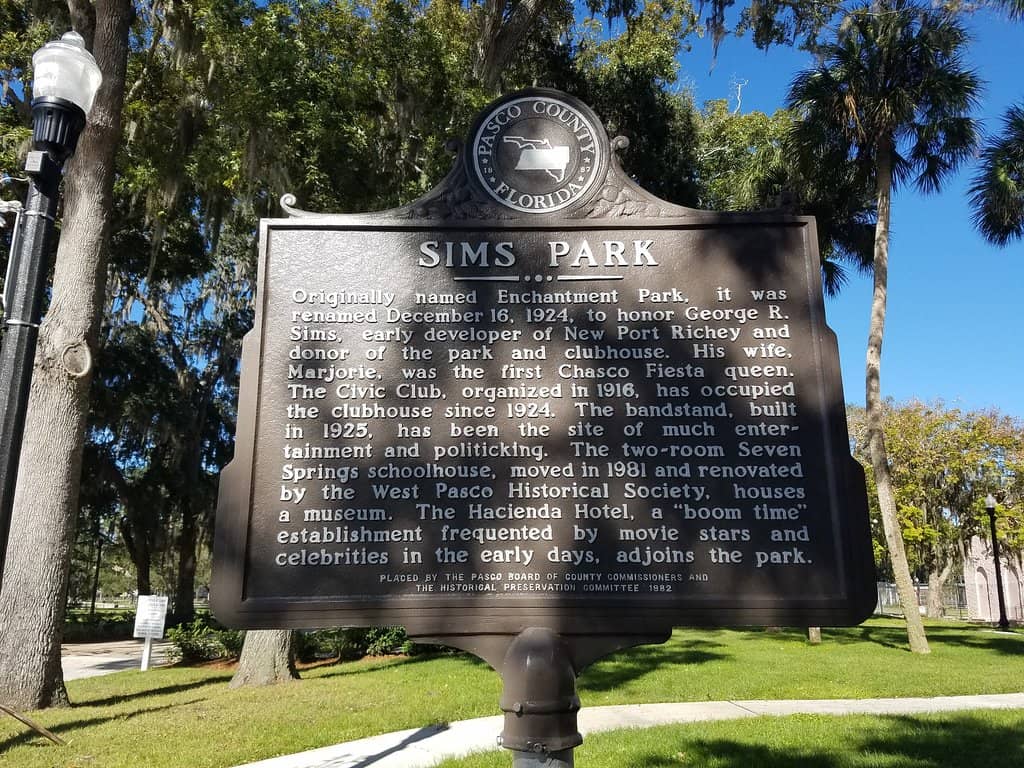 PASCO COUNTY
1887
FLORIDA
SIMS PARK
Originally named Enchantment Park, it was
renamed December 16, 1924, to honor George R.
Sims, early developer of New Port Richey and
donor of the park and clubhouse. His wife,
Marjorie, was the first Chasco Fiesta queen.
The Civic Club, organized in 1916, has occupied
the clubhouse since 1924. The bandstand, built
in 1925, has been the site of much enter-
tainment and politicking. The two-room Seven
Springs schoolhouse, moved in 1981 and renovated
by the West Pasco Historical Society, houses
a museum. The Hacienda Hotel, a "boom time"
establishment frequented by movie stars and
celebrities in the early days, adjoins the park.
PLACED BY THE PASCO BOARD OF COUNTY COMMISSIONERS AND
THE HISTORICAL PRESERVATION COMMITTEE 1982